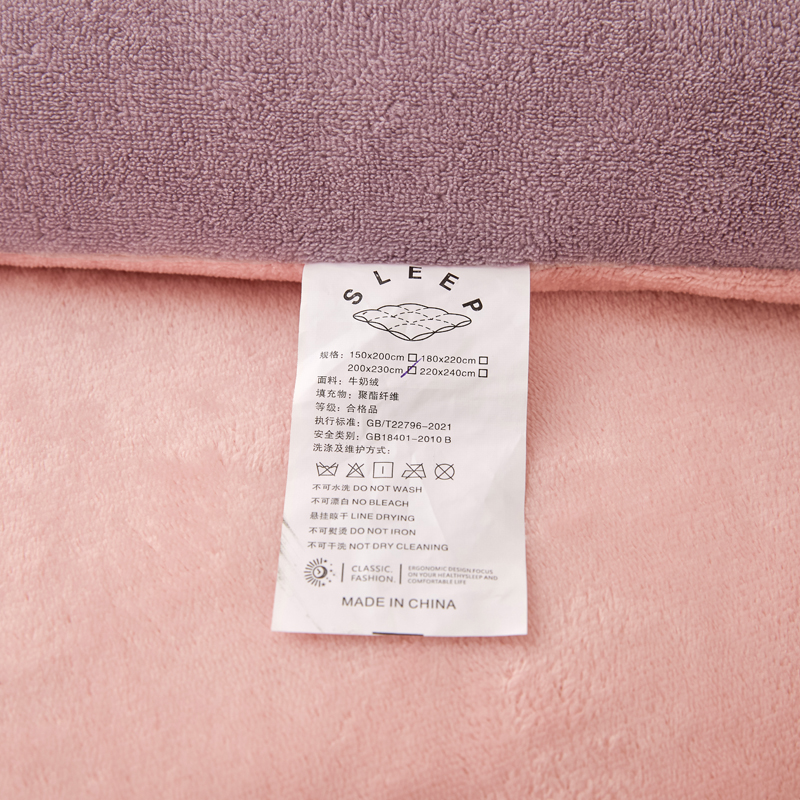 SLEEP
规格：150x200cm 180x220cm
200x230cm 220x240cm
面料：牛奶绒
填充物：聚酯纤维
等级：合格品
执行标准：GB/T22796-2021
安全类别：GB18401-2010 B
洗涤及维护方式：
不可水洗 DO NOT WASH
不可漂白 NO BLEACH
悬挂晾干 LINE DRYING
不可熨烫 DO NOT IRON
不可干洗 NOT DRY CLEANING
CLASSIC.
FASHION.
ERGONOMIC DESIGN.FOCUS
ON YOUR HEALTHYSLEEP AND
COMFORTABLE LIFE
MADE IN CHINA